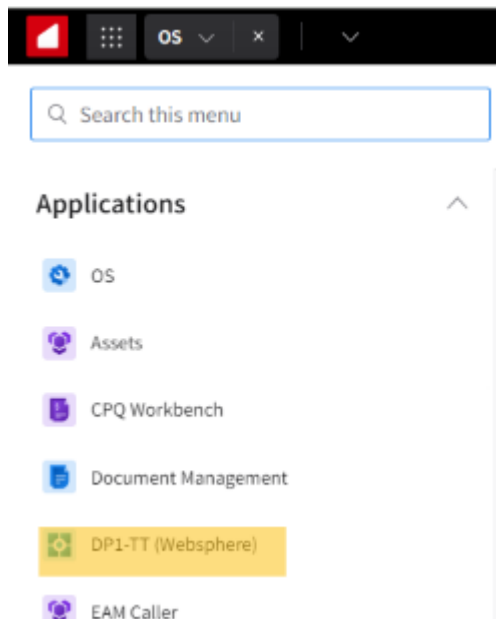 OS
Search this menu
Applications
OS
Assets
CPQ Workbench
Document Management
DP1-TT (Websphere)
EAM Caller